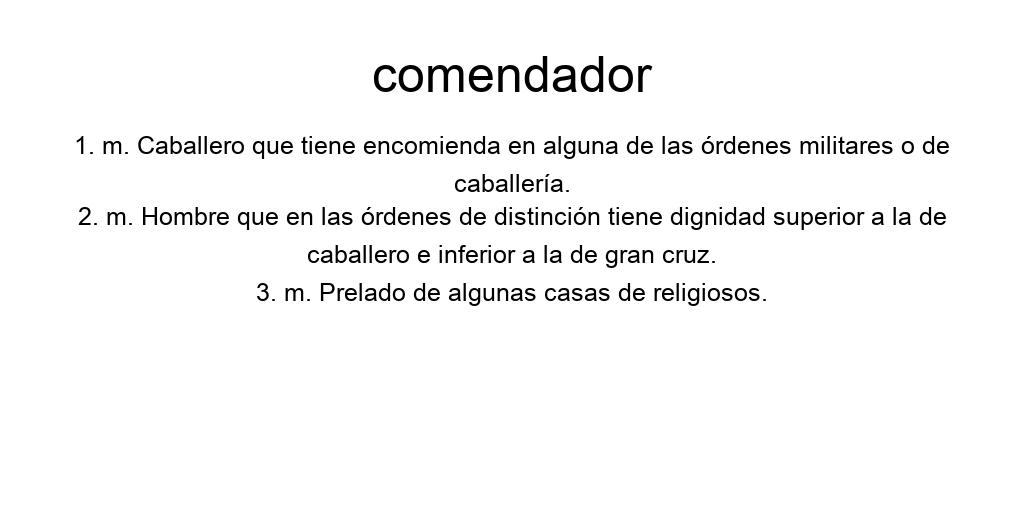 comendador
1. m. Caballero que tiene encomienda en alguna de las órdenes militares o de
caballería.
2. m. Hombre que en las órdenes de distinción tiene dignidad superior a la de
caballero e inferior a la de gran cruz.
3. m. Prelado de algunas casas de religiosos.